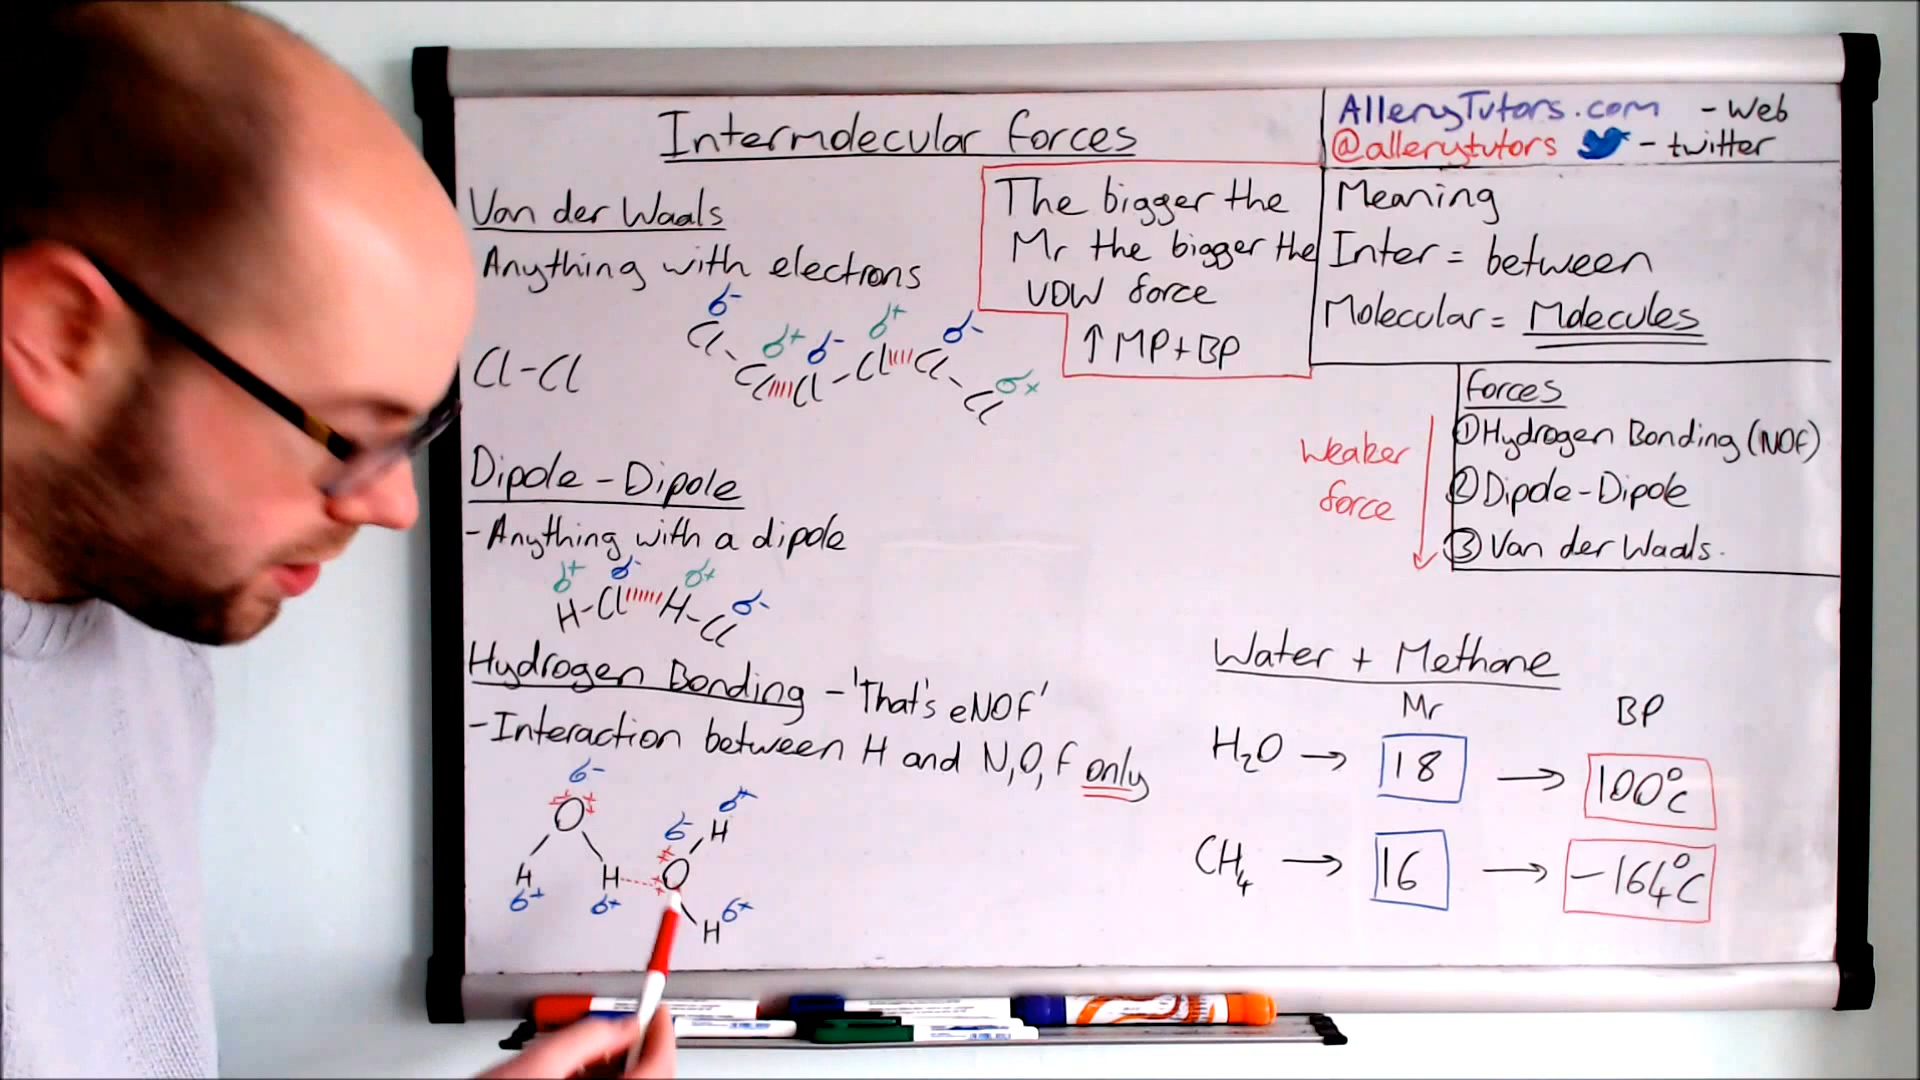 Intermolecular Forces
AlleryTutors.com - Web
@allerytutors - twitter
Van der Waals
Anything with electrons
δ-
Cl-Cl
δ+ δ- δ+ δ-
Cl-Cl Cl-Cl Cl-Cl
δ+
The bigger the
Mr the bigger the
VDW force
↑ MP+BP
Meaning
Inter = between
Molecular = Molecules
Weaker
force
Forces
① Hydrogen Bonding (NOF)
② Dipole-Dipole
③ Van der Waals.
Dipole - Dipole
- Anything with a dipole
δ+ δ- δ+ δ-
H-Cl H-Cl
Hydrogen Bonding - 'That's eNOF'
- Interaction between H and N,O,F only
δ-
O
H H
δ+ δ+
δ- H δ+
O
H δ+
Water + Methane
Mr BP
H₂O → 18 → 100°C
CH₄ → 16 → -164°C